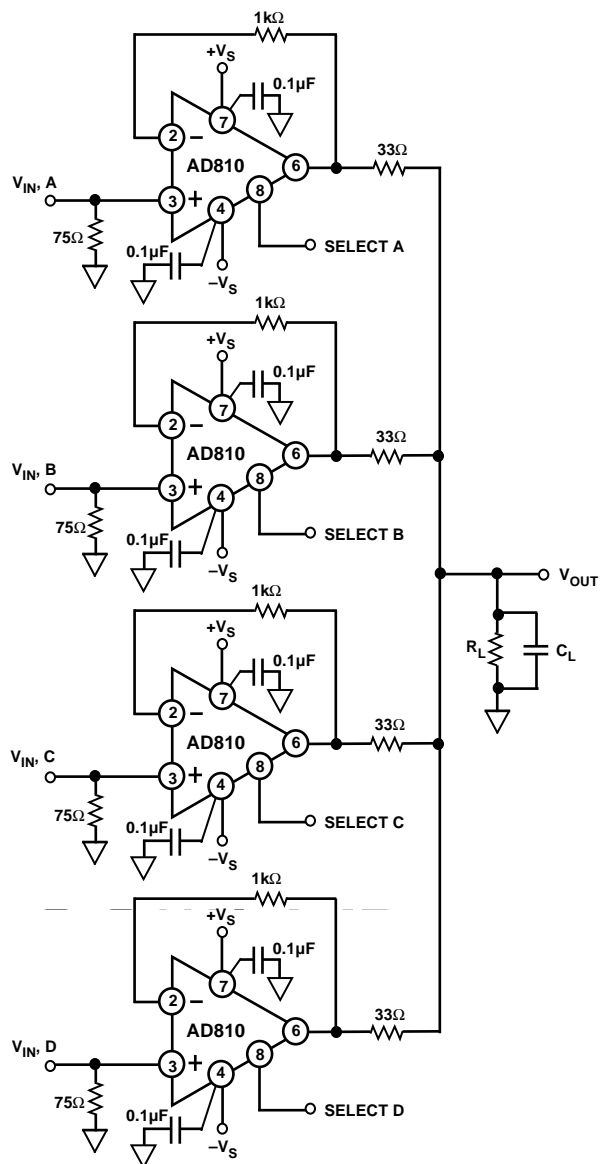 1kΩ
+VS
0.1µF
7
2
−
AD810
6
33Ω
VIN, A
3
+
8
4
75Ω
0.1µF
SELECT A
−VS
1kΩ
+VS
0.1µF
7
2
−
AD810
6
33Ω
VIN, B
3
+
8
4
75Ω
0.1µF
SELECT B
−VS
VOUT
RL
CL
1kΩ
+VS
0.1µF
7
2
−
AD810
6
33Ω
VIN, C
3
+
8
4
75Ω
0.1µF
SELECT C
−VS
1kΩ
+VS
0.1µF
7
2
−
AD810
6
33Ω
VIN, D
3
+
8
4
75Ω
0.1µF
SELECT D
−VS